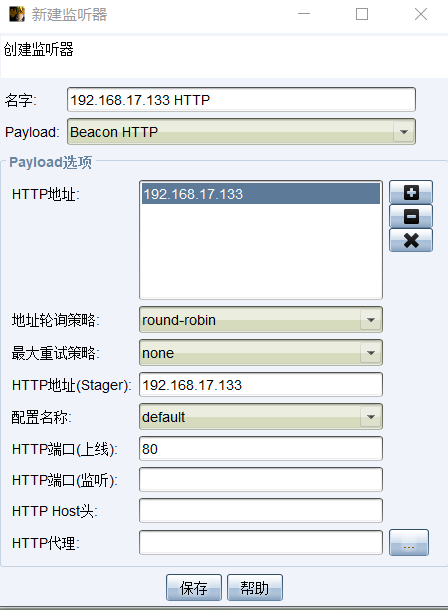 新建监听器
创建监听器
名字: 192.168.17.133 HTTP
Payload: Beacon HTTP
Payload选项
HTTP地址: 192.168.17.133
地址轮询策略: round-robin
最大重试策略: none
HTTP地址(Stager): 192.168.17.133
配置名称: default
HTTP端口(上线): 80
HTTP端口(监听):
HTTP Host头:
HTTP代理: ...
保存 帮助